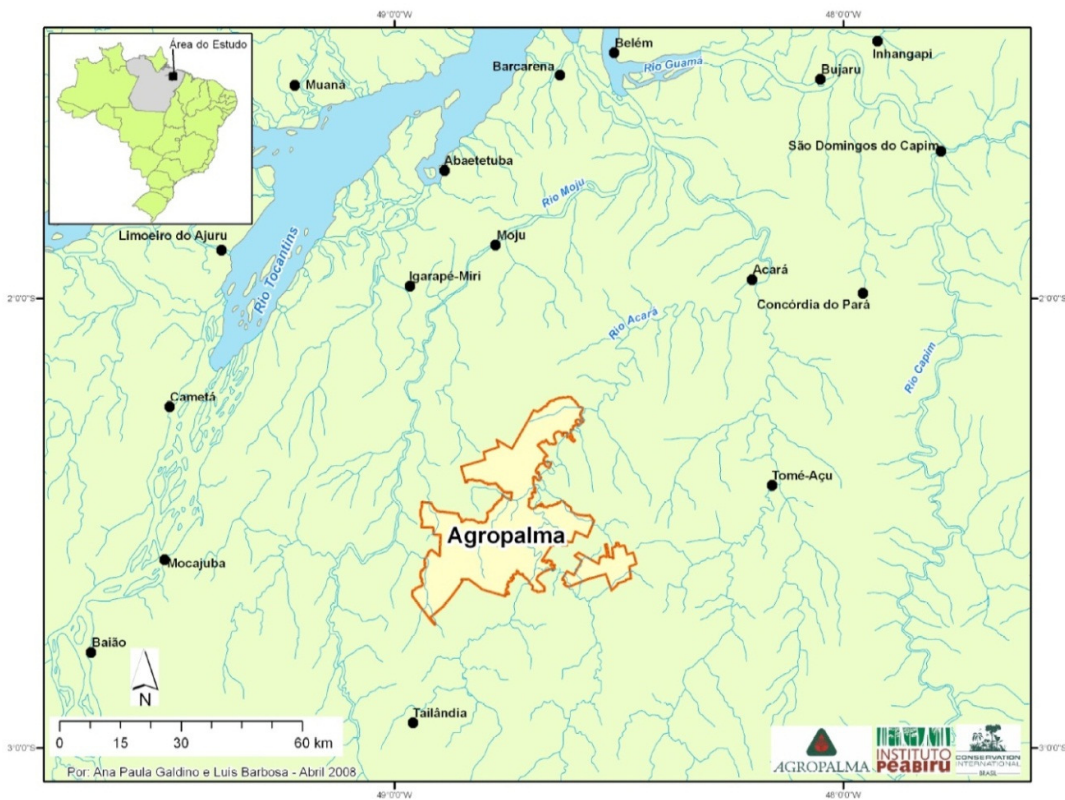 49°0'0"W
48°0'0"W
Área do Estudo
Belém
Inhangapi
Barcarena
Rio Guamá
Bujaru
Muaná
São Domingos do Capim
Abaetetuba
Rio Moju
Limoeiro do Ajuru
Moju
Rio Tocantins
Igarapé-Miri
Acará
2°0'0"S
2°0'0"S
Concórdia do Pará
Rio Acará
Rio Capim
Cametá
Tomé-Açu
Agropalma
Mocajuba
Baião
N
Tailândia
0 15 30 60 km
AGROPALMA
INSTITUTO
PEABIRU
CONSERVATION
INTERNATIONAL
BRASIL
3°0'0"S
3°0'0"S
Por: Ana Paula Galdino e Luis Barbosa - Abril 2008
49°0'0"W
48°0'0"W